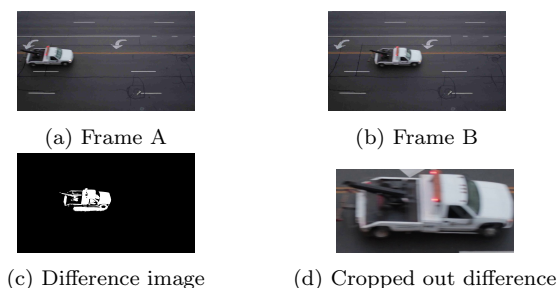 (a) Frame A
(b) Frame B
(c) Difference image
(d) Cropped out difference